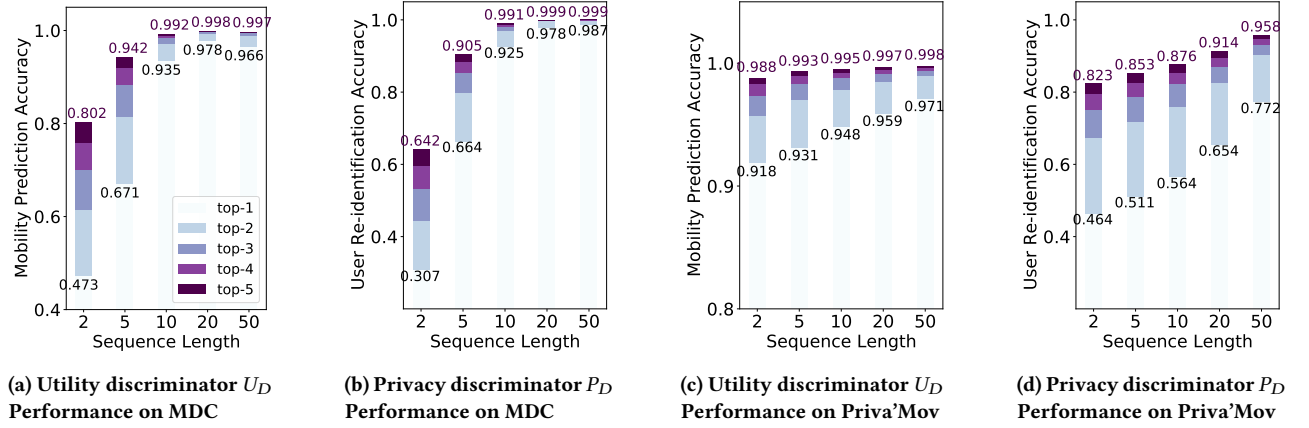 Mobility Prediction Accuracy
1.0
0.8
0.6
0.4
0.802
0.942
0.992
0.998
0.997
0.473
0.671
0.935
0.978
0.966
top-1
top-2
top-3
top-4
top-5
2 5 10 20 50
Sequence Length
(a) Utility discriminator U_D
Performance on MDC
User Re-identification Accuracy
1.0
0.8
0.6
0.4
0.642
0.905
0.991
0.999
0.999
0.307
0.664
0.925
0.978
0.987
2 5 10 20 50
Sequence Length
(b) Privacy discriminator P_D
Performance on MDC
Mobility Prediction Accuracy
1.0
0.9
0.8
0.988
0.993
0.995
0.997
0.998
0.918
0.931
0.948
0.959
0.971
2 5 10 20 50
Sequence Length
(c) Utility discriminator U_D
Performance on Priva'Mov
User Re-identification Accuracy
1.0
0.8
0.6
0.4
0.823
0.853
0.876
0.914
0.958
0.464
0.511
0.564
0.654
0.772
2 5 10 20 50
Sequence Length
(d) Privacy discriminator P_D
Performance on Priva'Mov